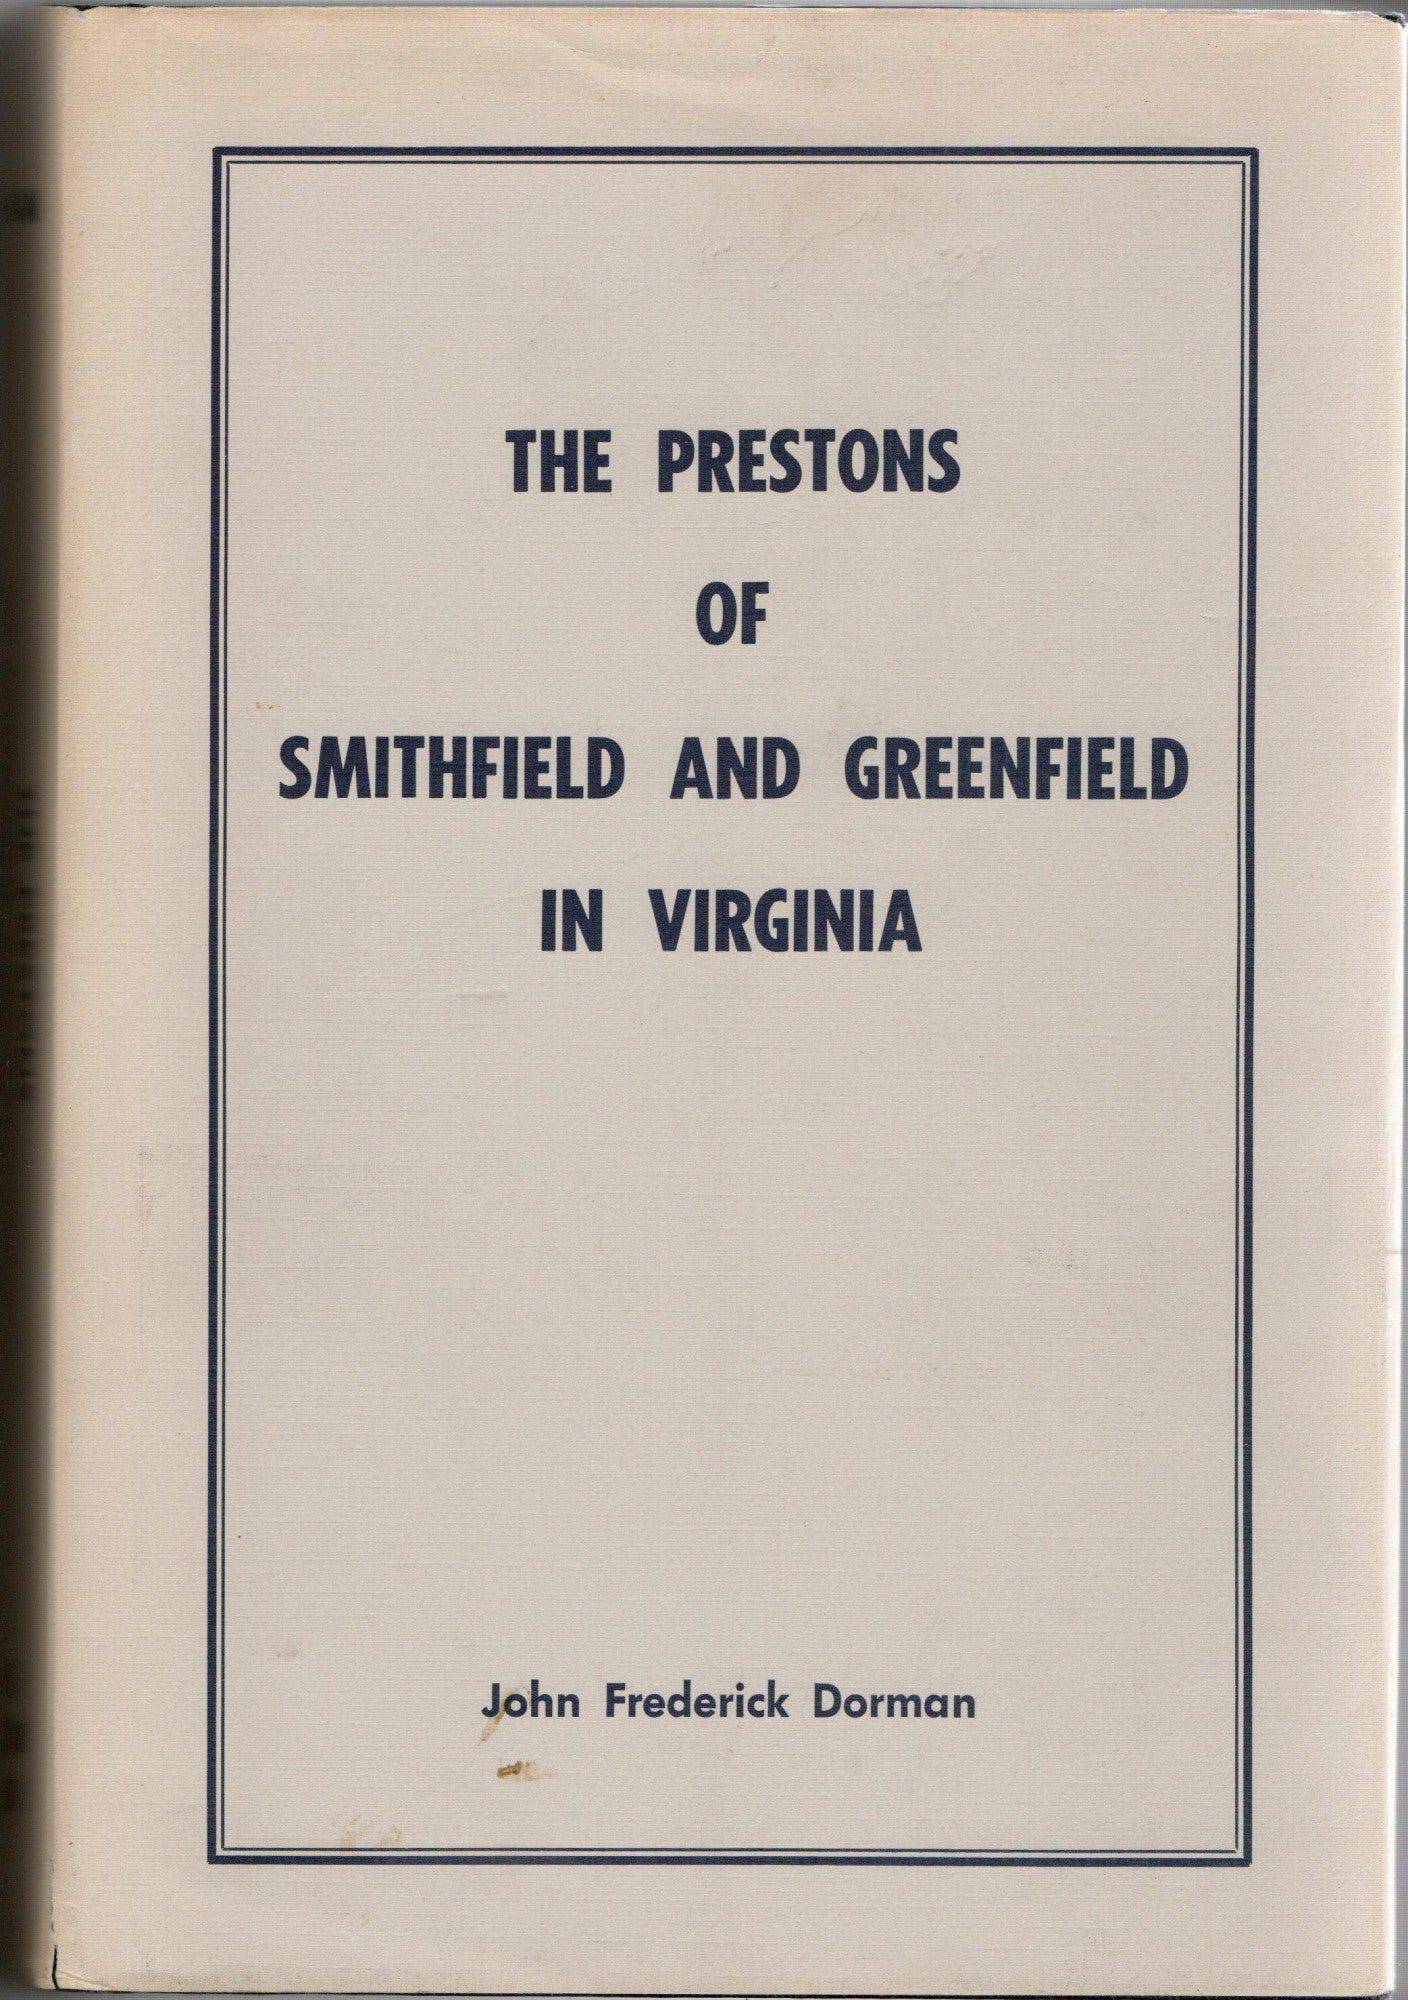 THE PRESTONS
OF
SMITHFIELD AND GREENFIELD
IN VIRGINIA
John Frederick Dorman